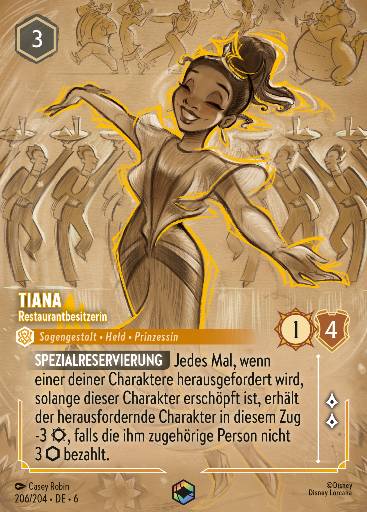 3
TIANA
Restaurantbesitzerin
Sagengestalt • Held • Prinzessin
1
4
SPEZIALRESERVIERUNG Jedes Mal, wenn
einer deiner Charaktere herausgefordert wird,
solange dieser Charakter erschöpft ist, erhält
der herausfordernde Charakter in diesem Zug
-3 , falls die ihm zugehörige Person nicht
3 bezahlt.
Casey Robin
206/204 • DE • 6
©Disney
Disney Lorcana